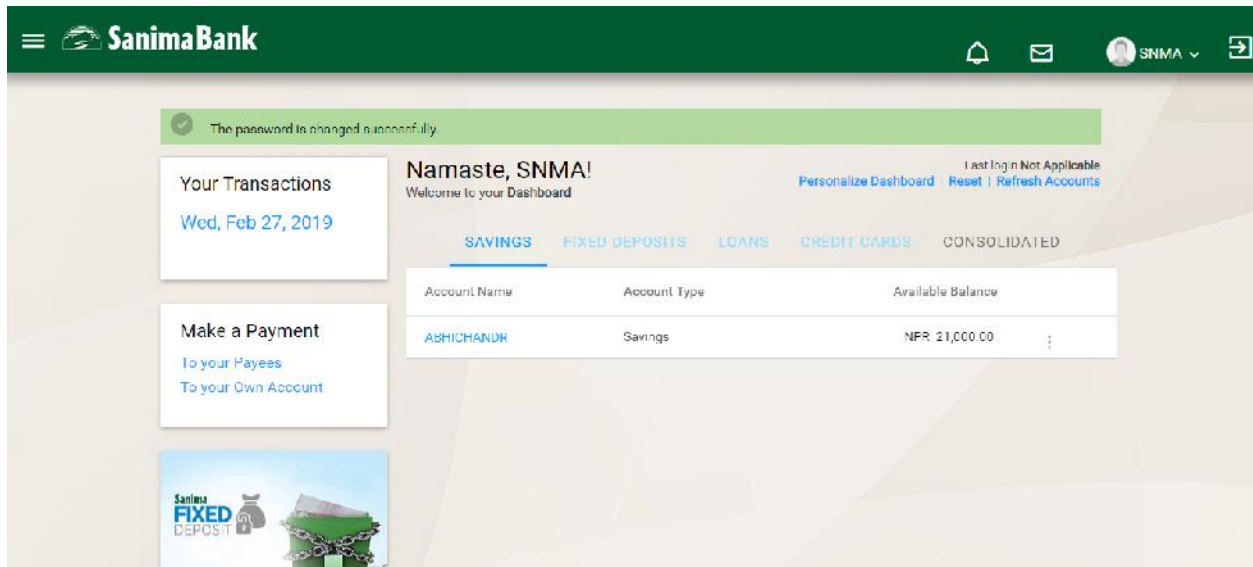 SanimaBank
SNMA
The password is changed successfully.
Your Transactions
Wed, Feb 27, 2019
Namaste, SNMA!
Welcome to your Dashboard
Last login Not Applicable
Personalize Dashboard | Reset | Refresh Accounts
SAVINGS FIXED DEPOSITS LOANS CREDIT CARDS CONSOLIDATED
Account Name Account Type Available Balance
ABHICHANDR Savings NPR 21,000.00
Make a Payment
To your Payees
To your Own Account
Sanima
FIXED
DEPOSIT